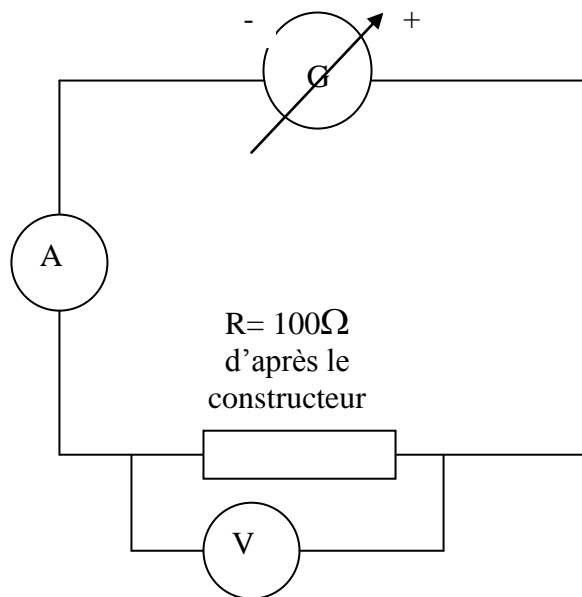 - +
G
A
R= 100Ω
d'après le
constructeur
V